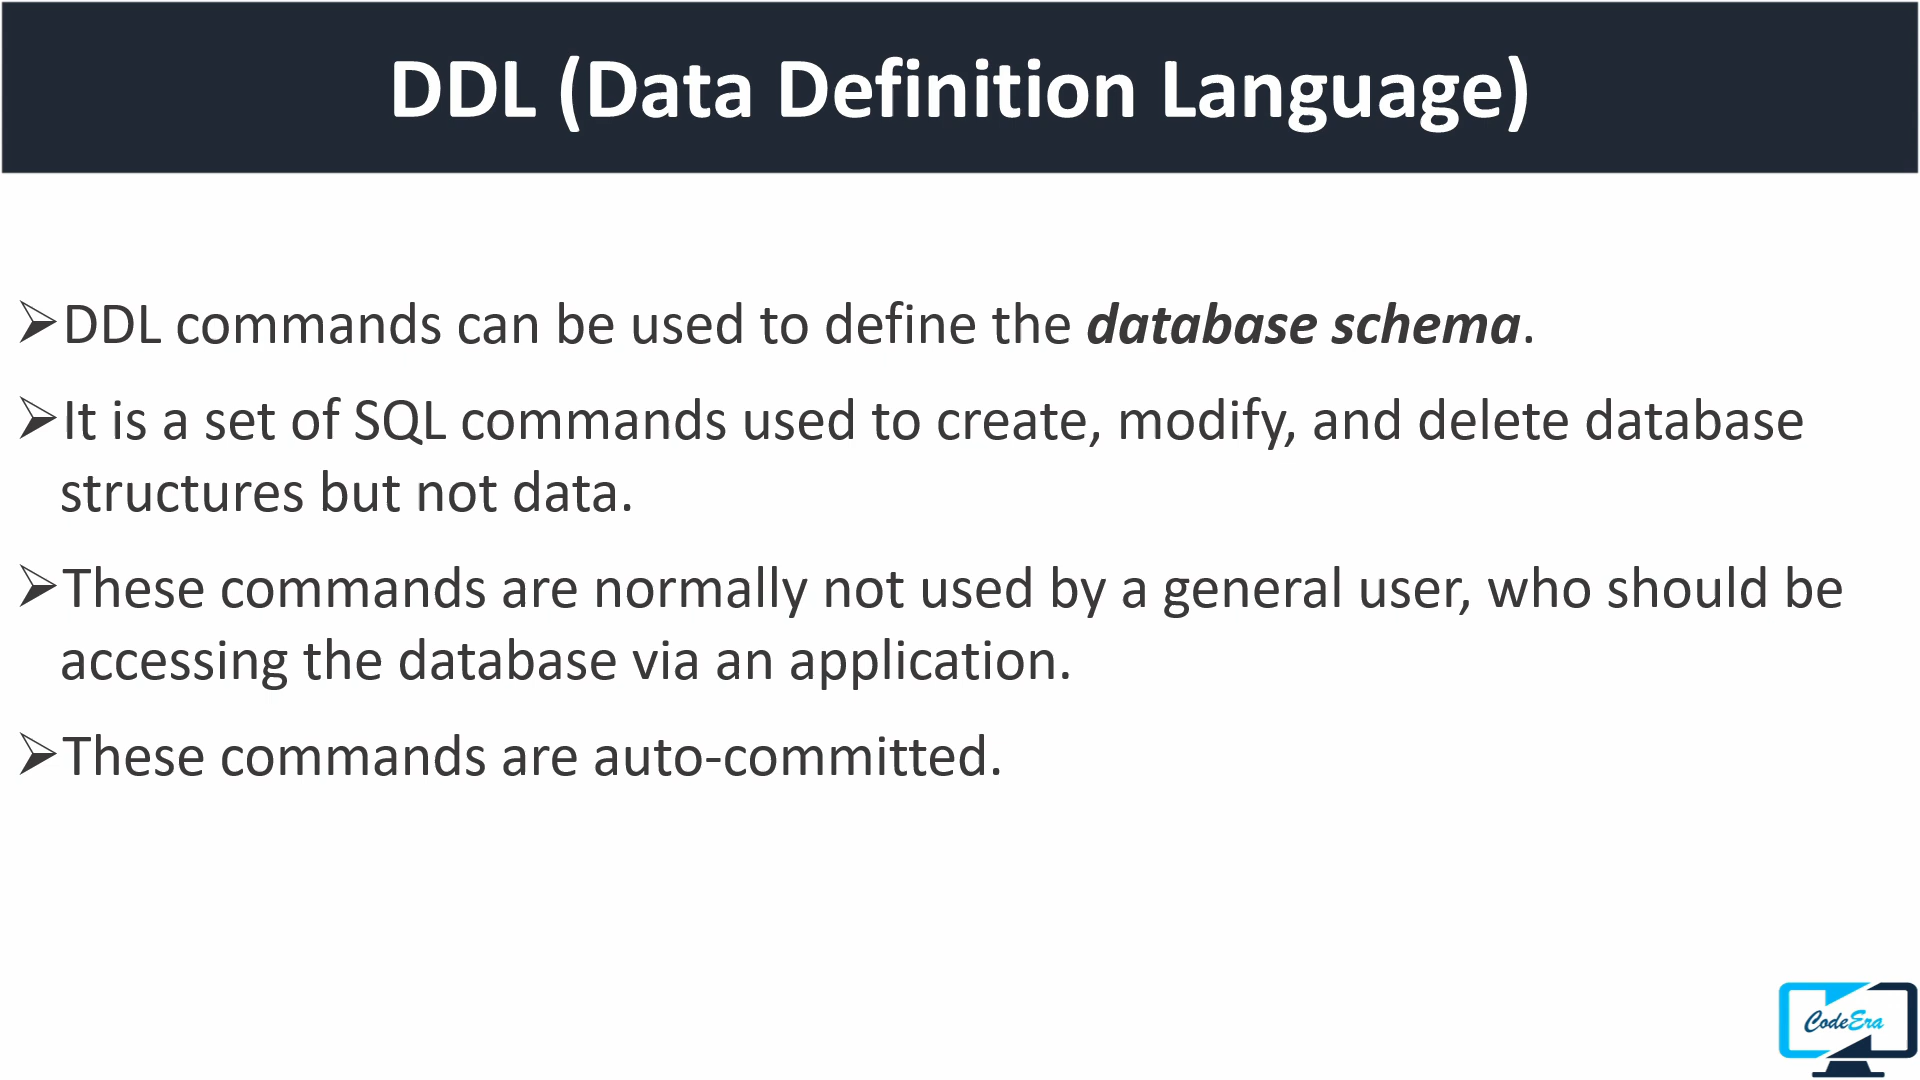 DDL (Data Definition Language)
➢DDL commands can be used to define the database schema.
➢It is a set of SQL commands used to create, modify, and delete database
structures but not data.
➢These commands are normally not used by a general user, who should be
accessing the database via an application.
➢These commands are auto-committed.
CodeEra